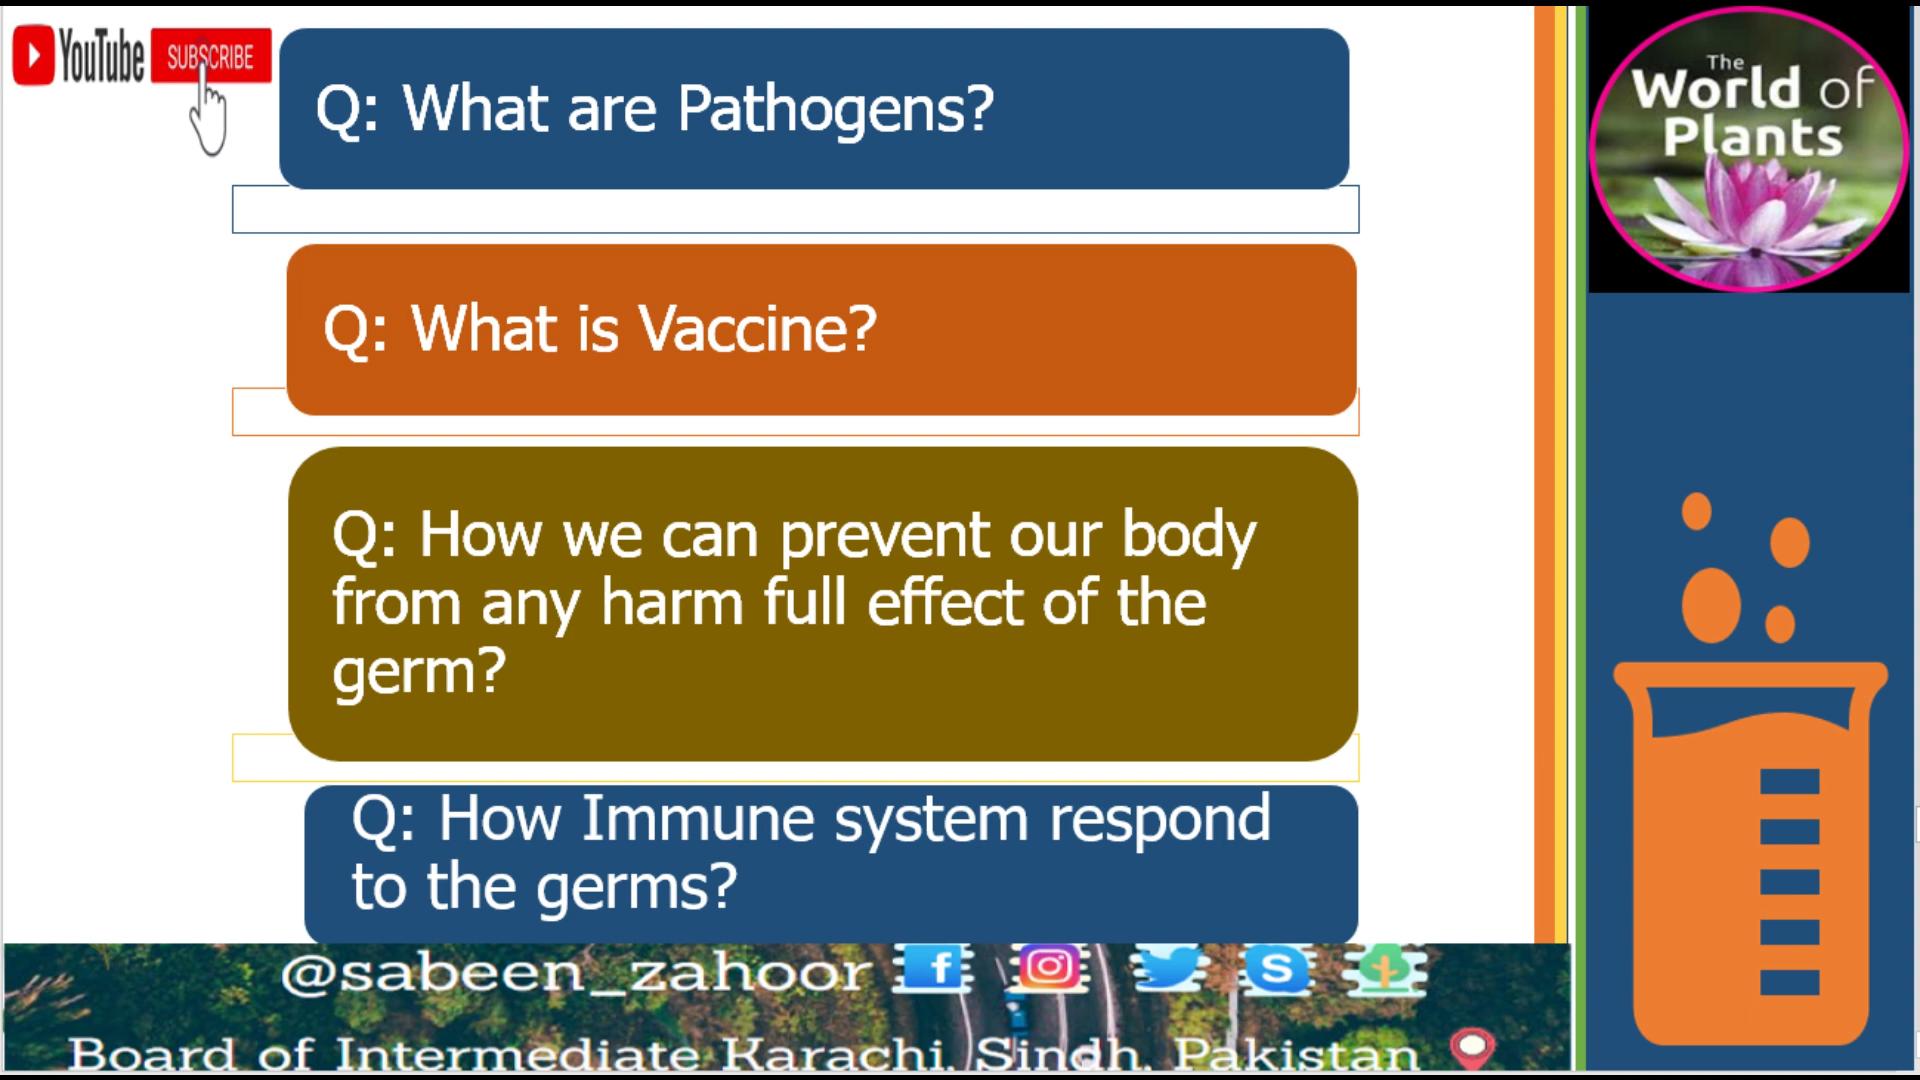 YouTube SUBSCRIBE
Q: What are Pathogens?
The
World of
Plants
Q: What is Vaccine?
Q: How we can prevent our body
from any harm full effect of the
germ?
Q: How Immune system respond
to the germs?
@sabeen_zahoor
Board of Intermediate Karachi, Sindh, Pakistan